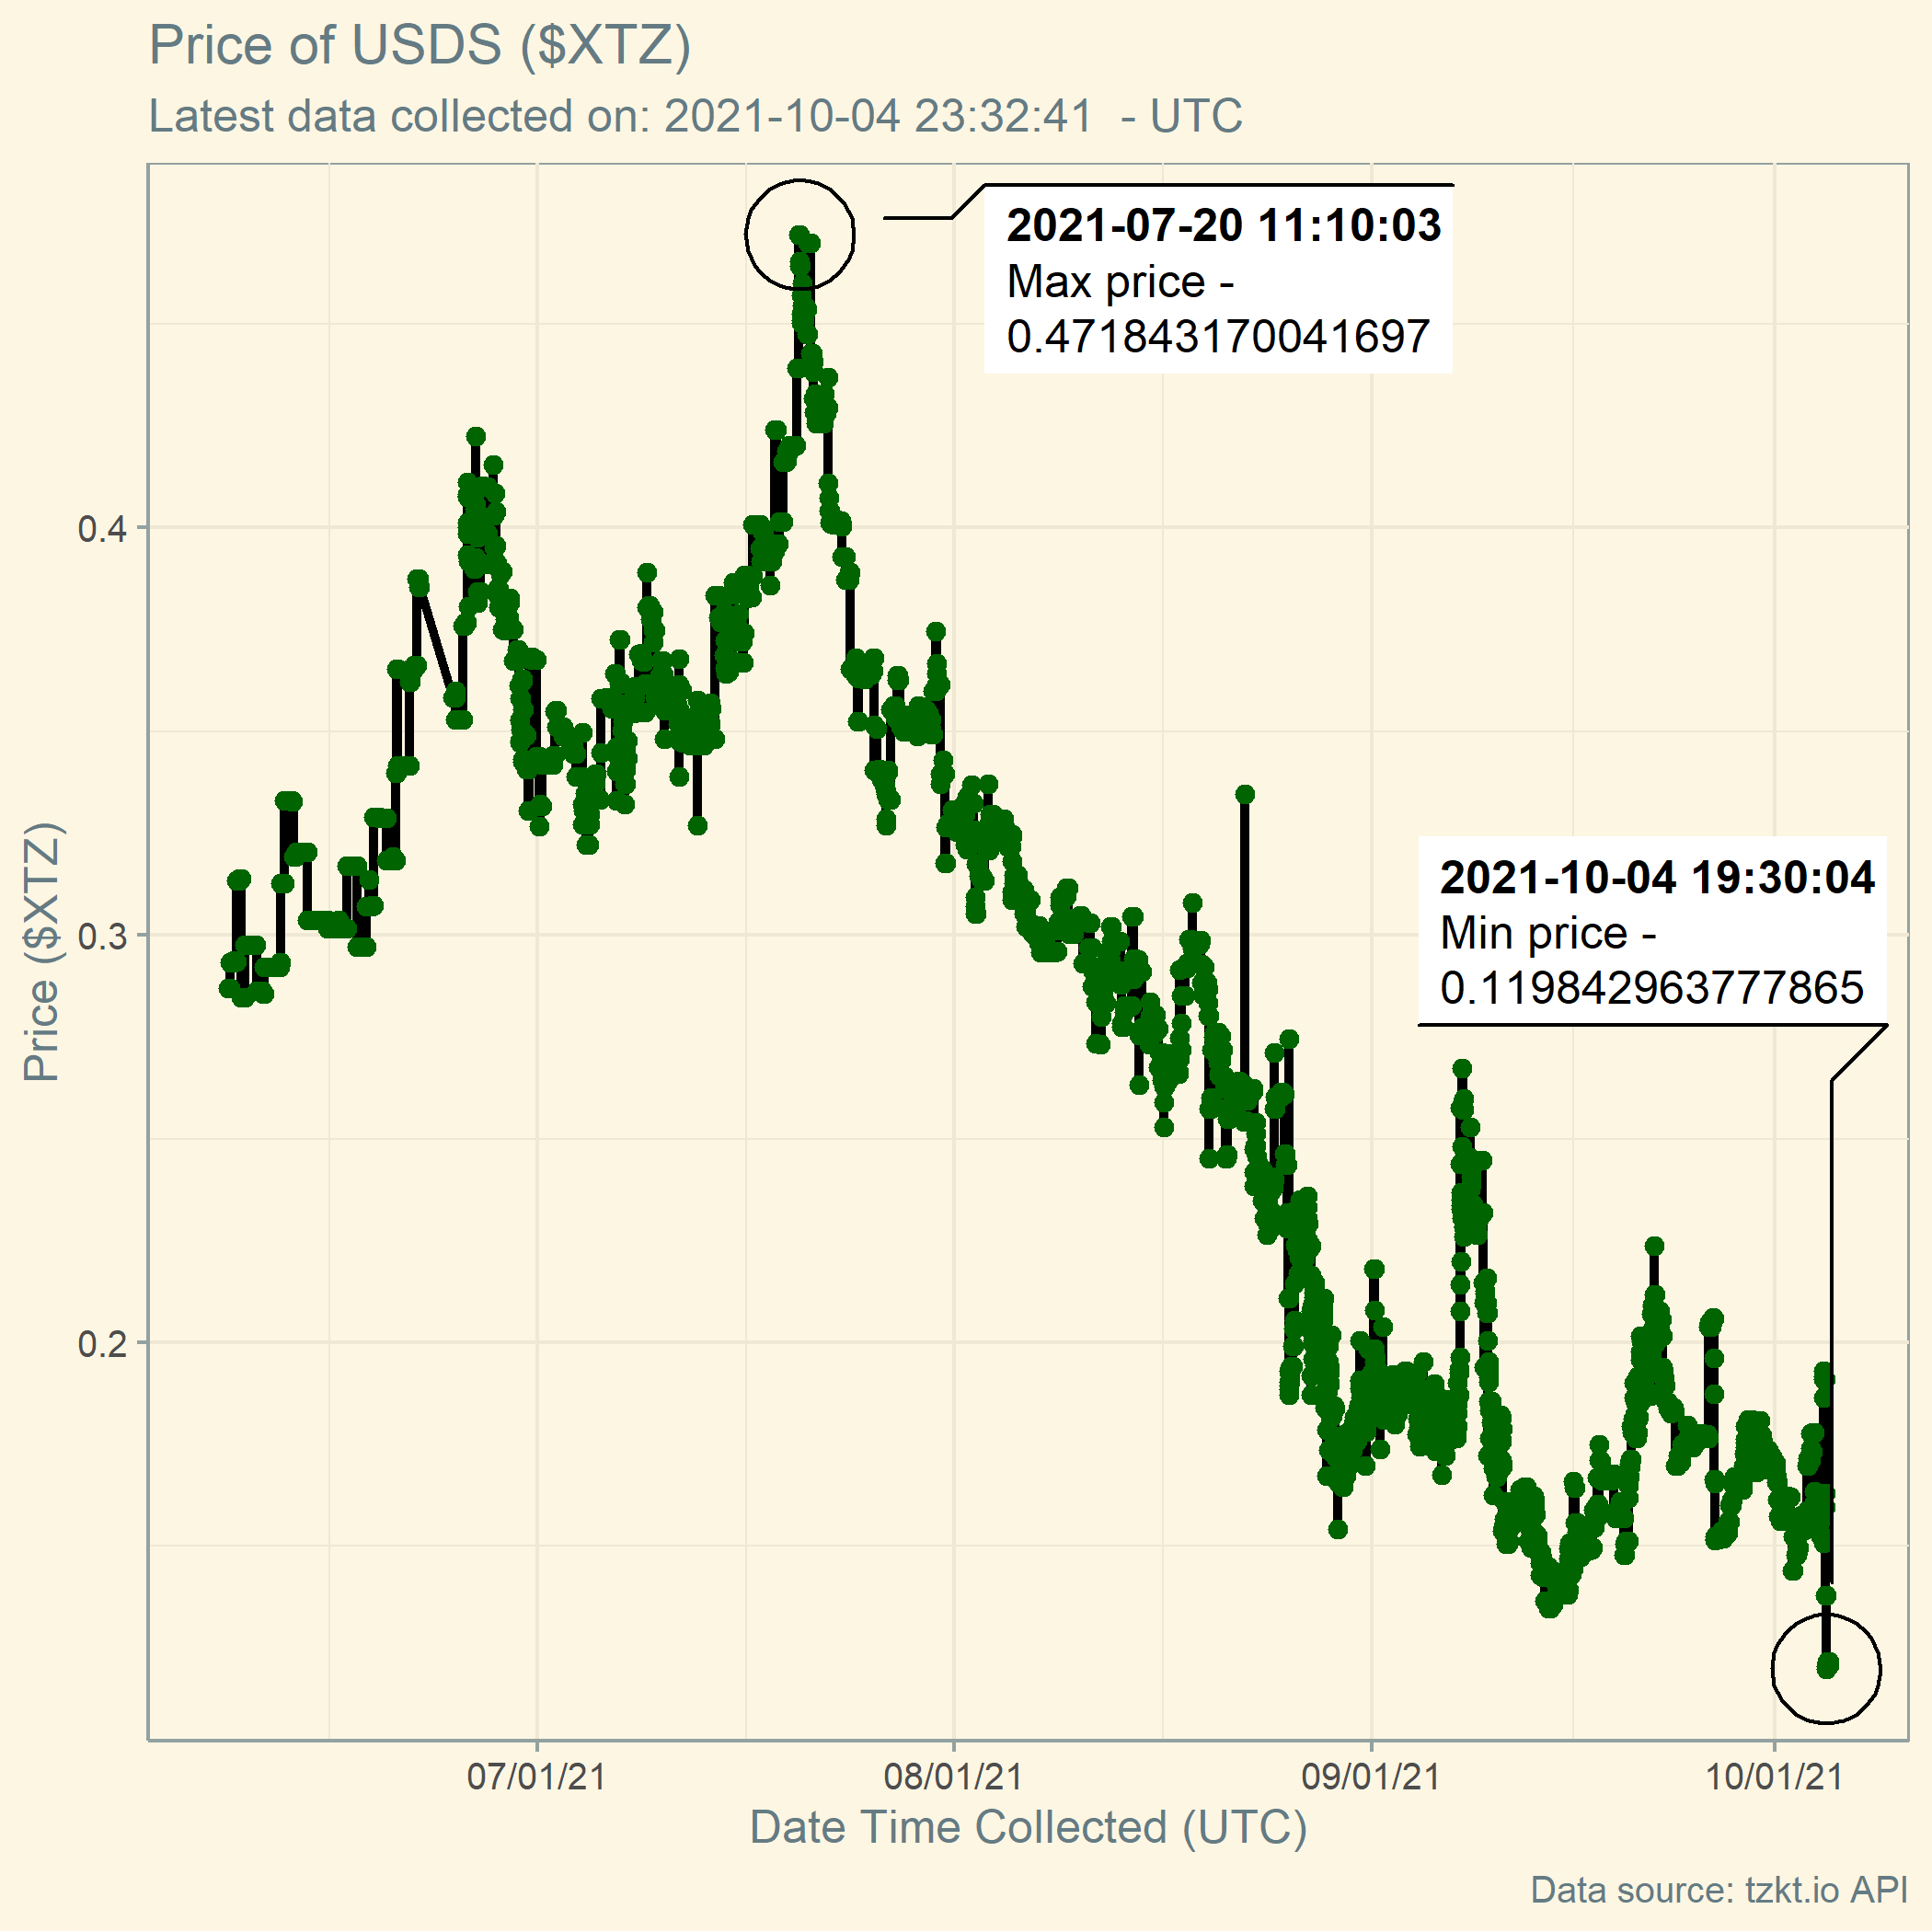 Price of USDS ($XTZ)
Latest data collected on: 2021-10-04 23:32:41  - UTC
2021-07-20 11:10:03
Max price -
0.471843170041697
2021-10-04 19:30:04
Min price -
0.119842963777865
Price ($XTZ)
0.4
0.3
0.2
07/01/21
08/01/21
09/01/21
10/01/21
Date Time Collected (UTC)
Data source: tzkt.io API